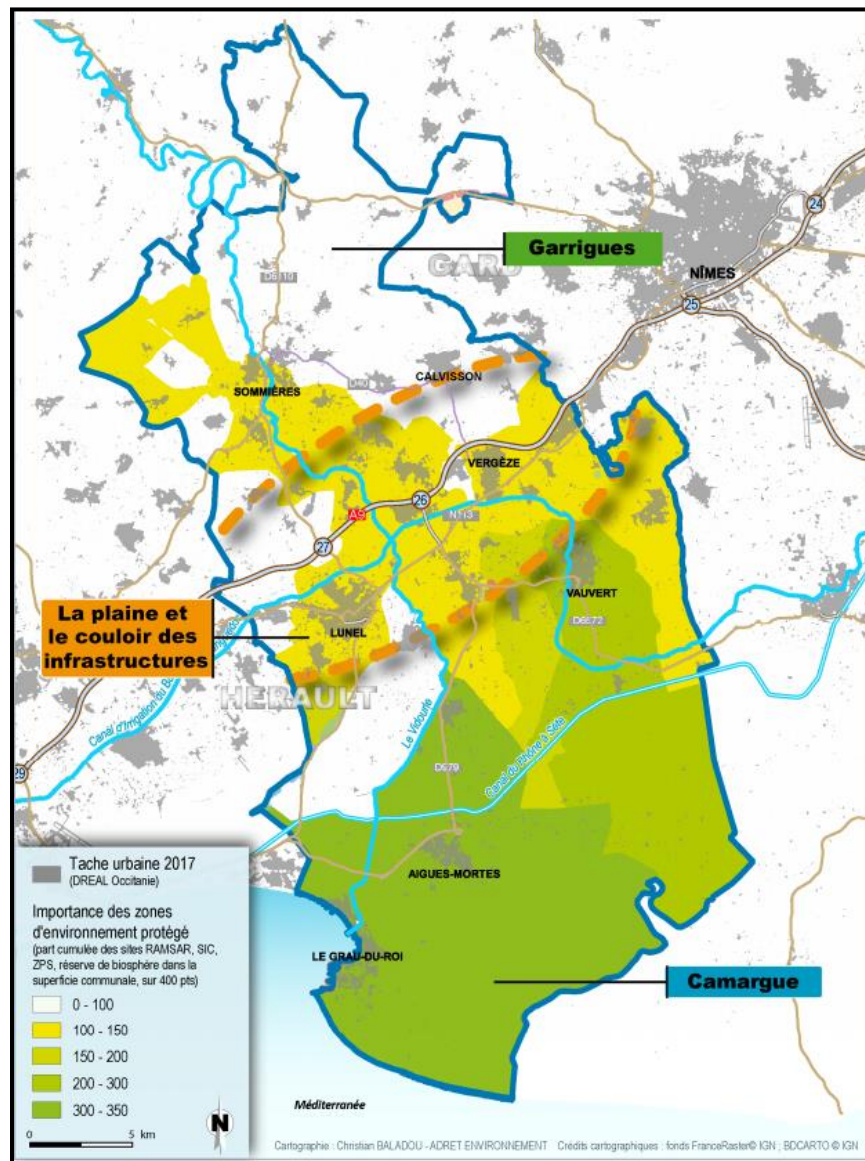 24
Garrigues
GARD
NÎMES
25
D6110
CALVISSON
D40
SOMMIÈRES
VERGÈZE
26
A9
N113
27
La plaine et
le couloir des
infrastructures
VAUVERT
D6572
LUNEL
HERAULT
Canal d'Irrigation du
Le Vidourle
Canal du Rhône à Sète
29
D979
Tache urbaine 2017
(DREAL Occitanie)
AIGUES-MORTES
Importance des zones
d'environnement protégé
(part cumulée des sites RAMSAR, SIC,
ZPS, réserve de biosphère dans la
superficie communale, sur 400 pts)
LE GRAU-DU-ROI
Camargue
0 - 100
100 - 150
150 - 200
200 - 300
300 - 350
N
0 5 km
Méditerranée
Cartographie : Christian BALADOU - ADRET ENVIRONNEMENT Crédits cartographiques : fonds FranceRaster© IGN ; BDCARTO © IGN